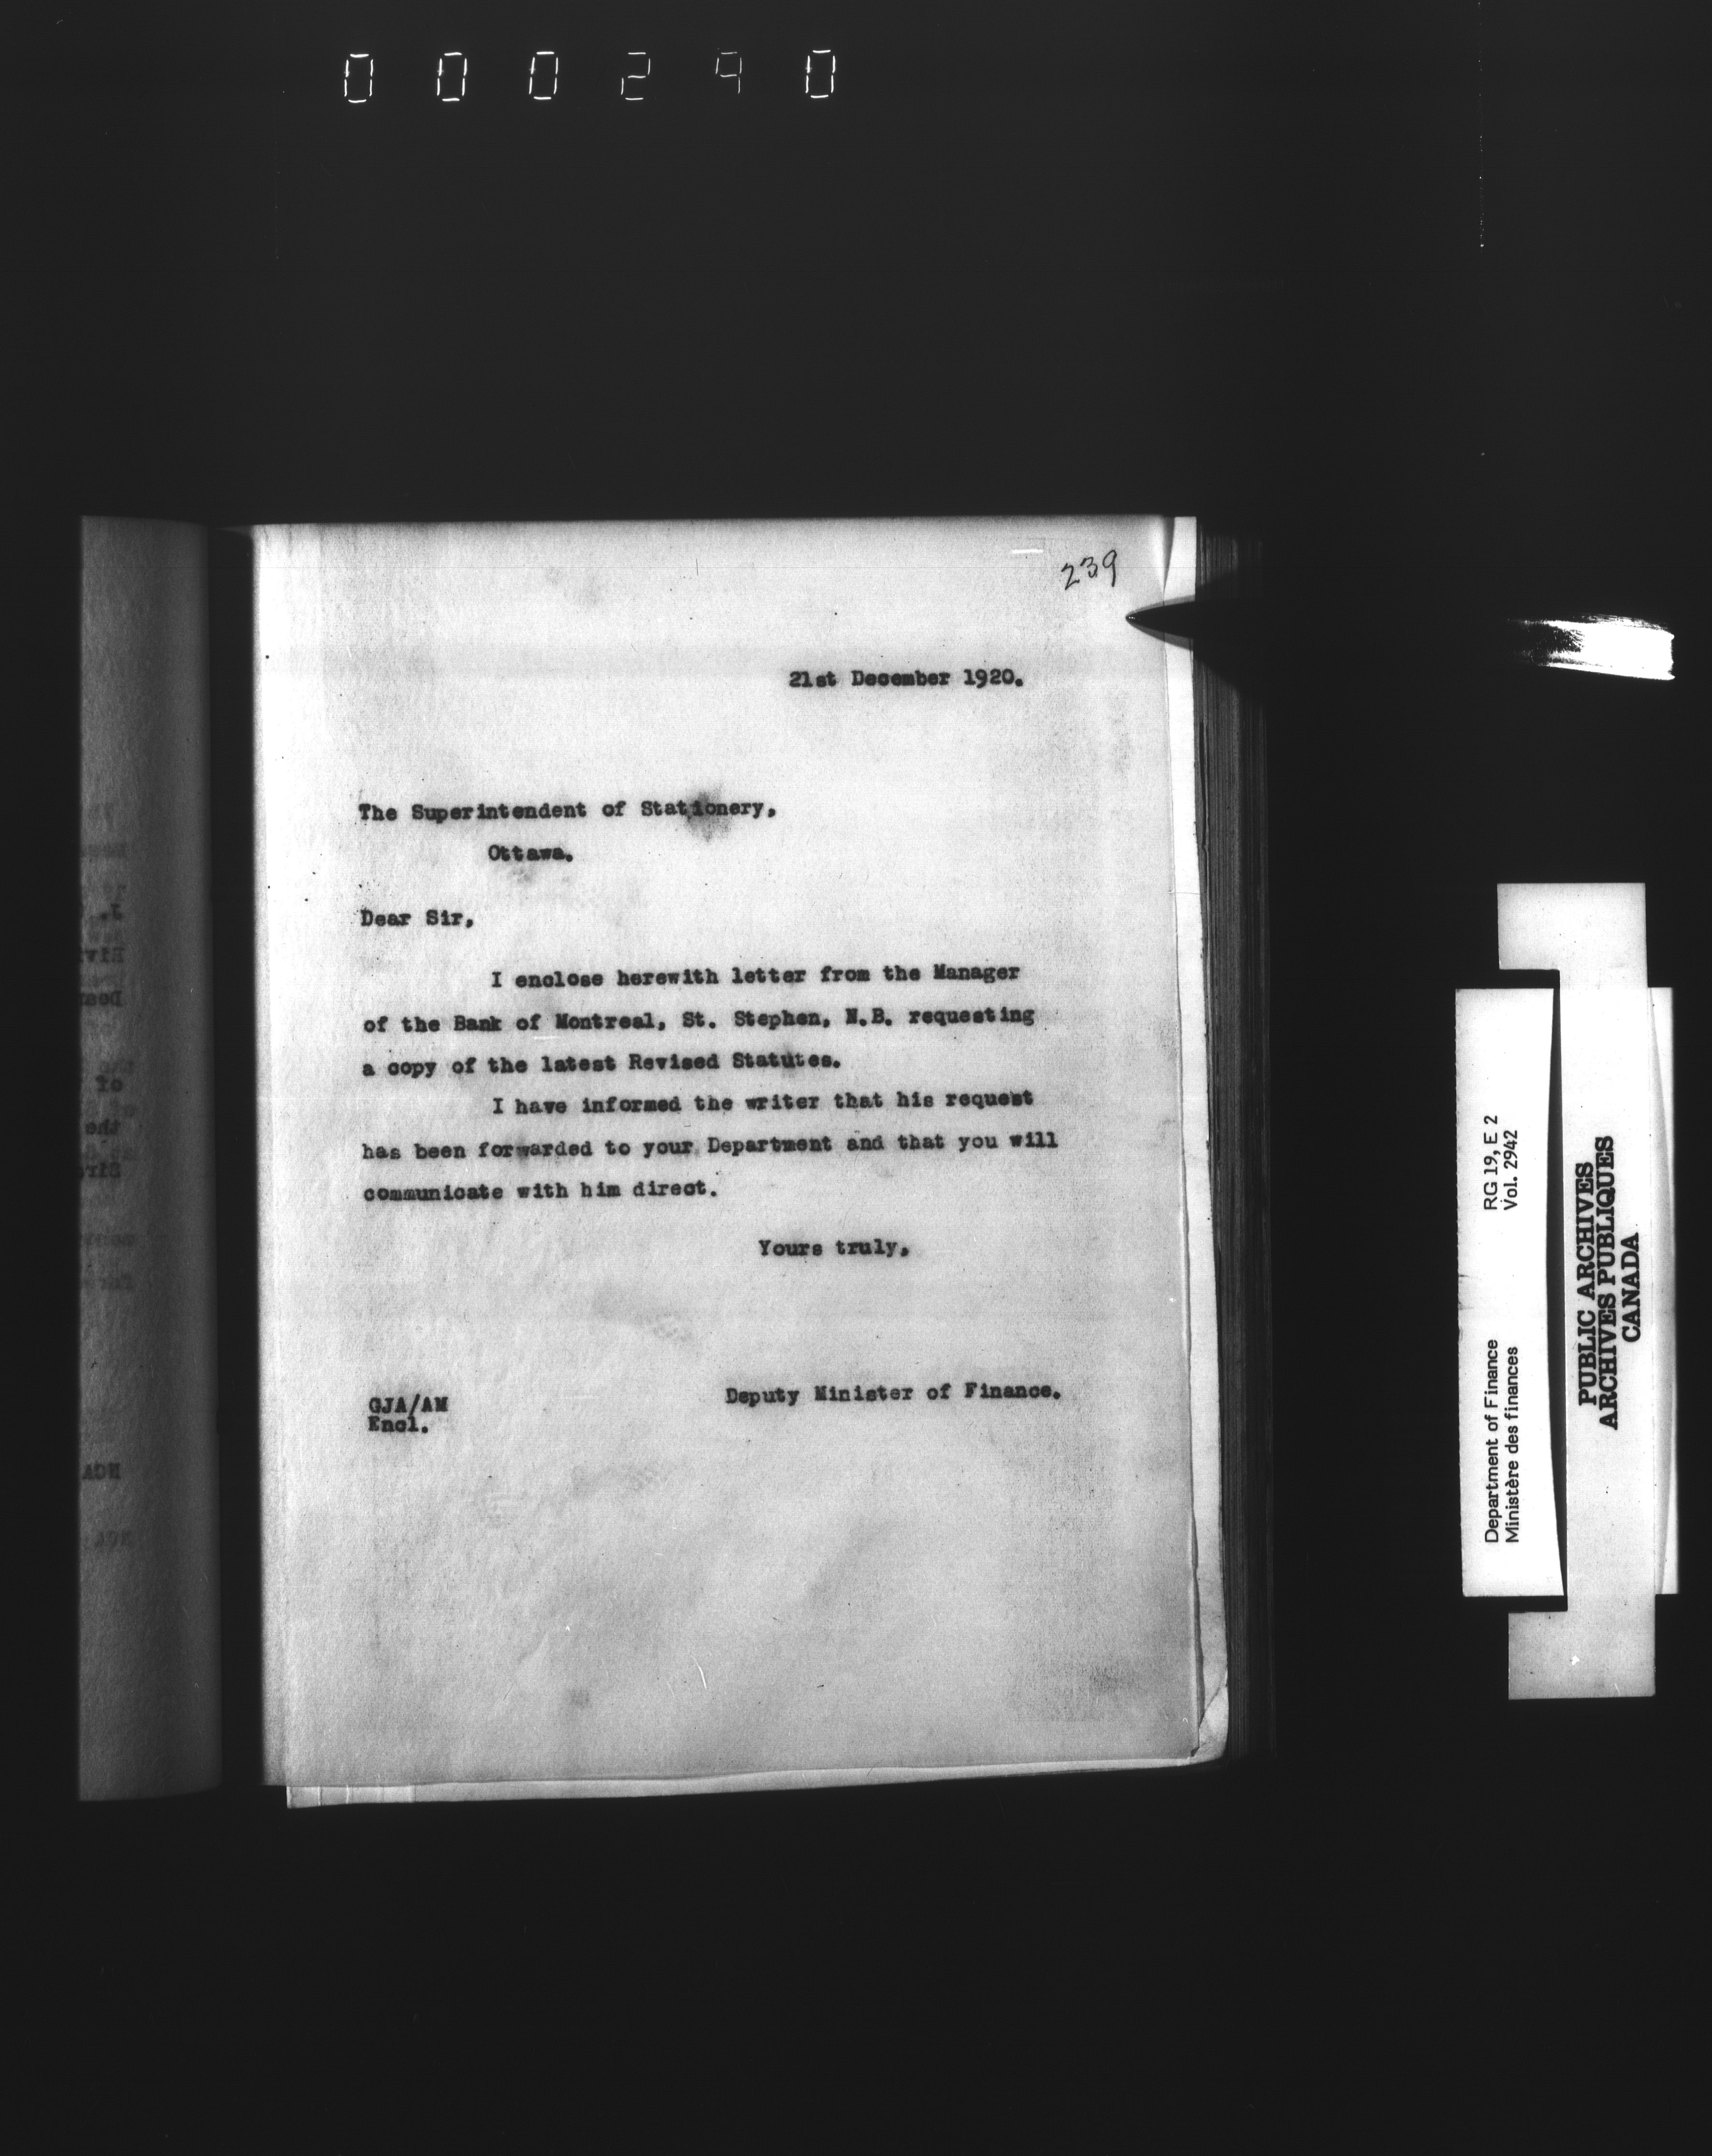 000290
239
21st December 1920.
The Superintendent of Stationery,
Ottawa.
Dear Sir,
I enclose herewith letter from the Manager
of the Bank of Montreal, St. Stephen, N.B. requesting
a copy of the latest Revised Statutes.
I have informed the writer that his request
has been forwarded to your Department and that you will
communicate with him direct.
Yours truly,
Deputy Minister of Finance.
GJA/AM
Encl.
Department of Finance RG 19, E 2
Ministère des finances Vol. 2942
PUBLIC ARCHIVES
ARCHIVES PUBLIQUES
CANADA